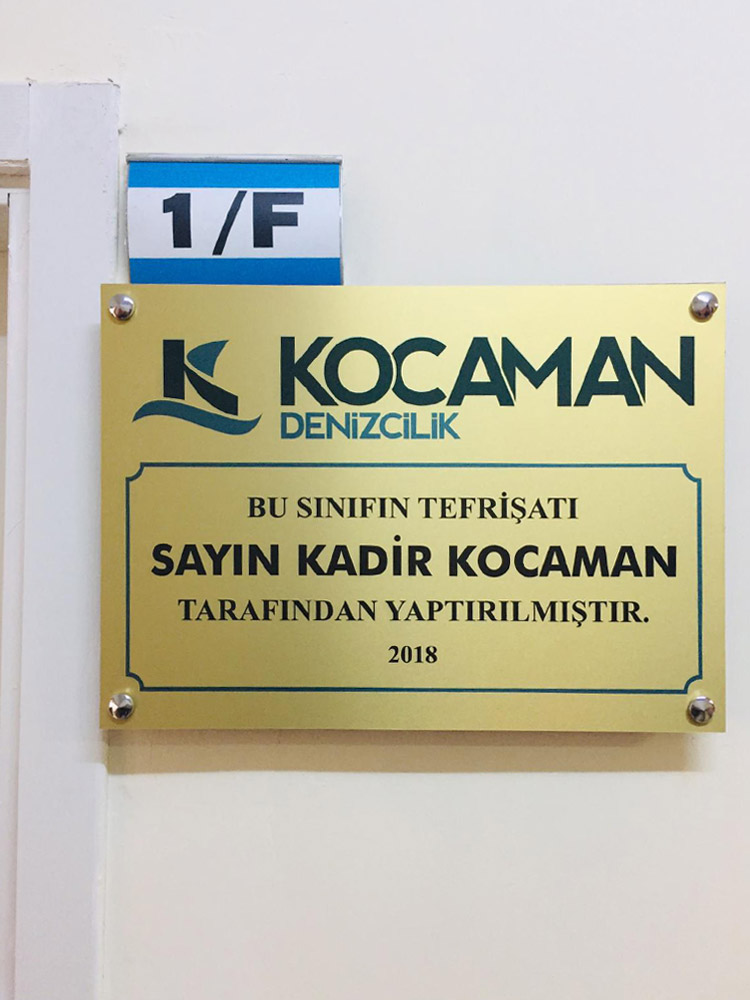 1/F
KOCAMAN
DENİZCİLİK
BU SINIFIN TEFRİŞATI
SAYIN KADİR KOCAMAN
TARAFINDAN YAPTIRILMIŞTIR.
2018